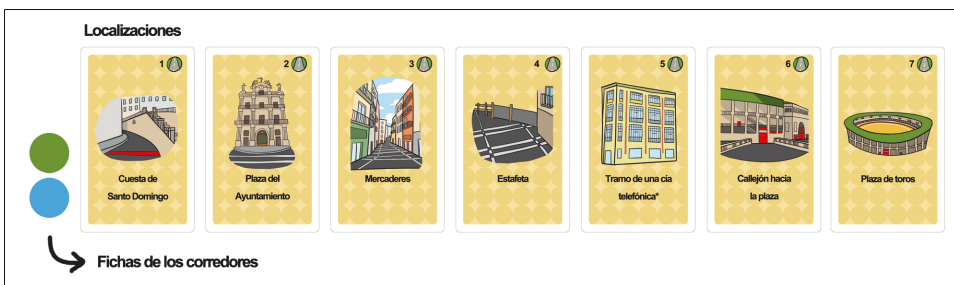 Localizaciones
1
Cuesta de
Santo Domingo
2
Plaza del
Ayuntamiento
3
Mercaderes
4
Estafeta
5
Tramo de una cía
telefónica*
6
Callejón hacia
la plaza
7
Plaza de toros
Fichas de los corredores